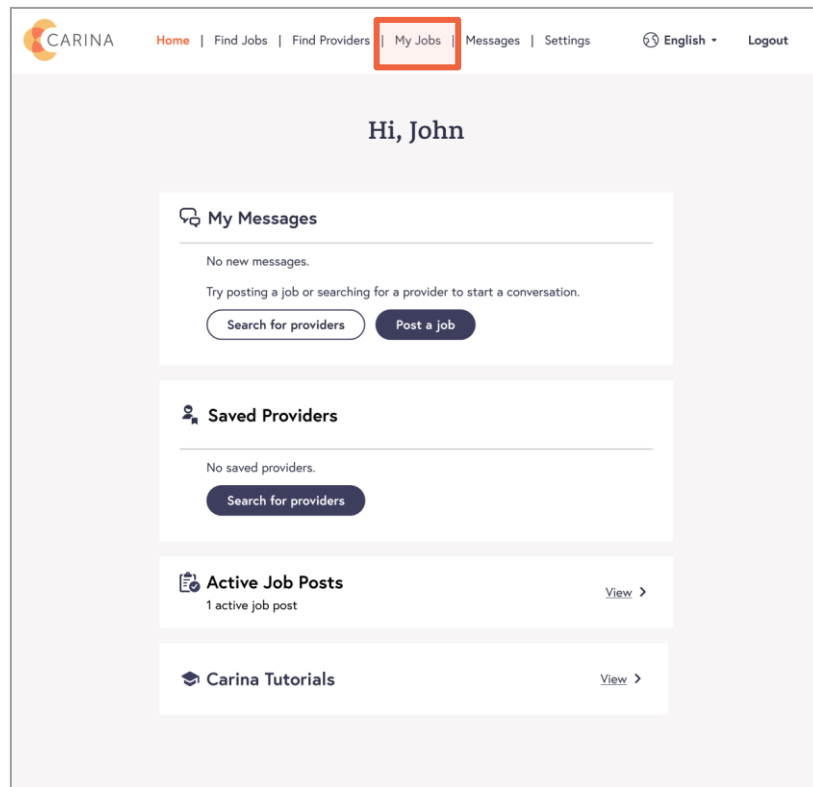 CARINA
Home | Find Jobs | Find Providers | My Jobs | Messages | Settings English Logout
Hi, John
My Messages
No new messages.
Try posting a job or searching for a provider to start a conversation.
Search for providers Post a job
Saved Providers
No saved providers.
Search for providers
Active Job Posts
1 active job post
View >
Carina Tutorials
View >